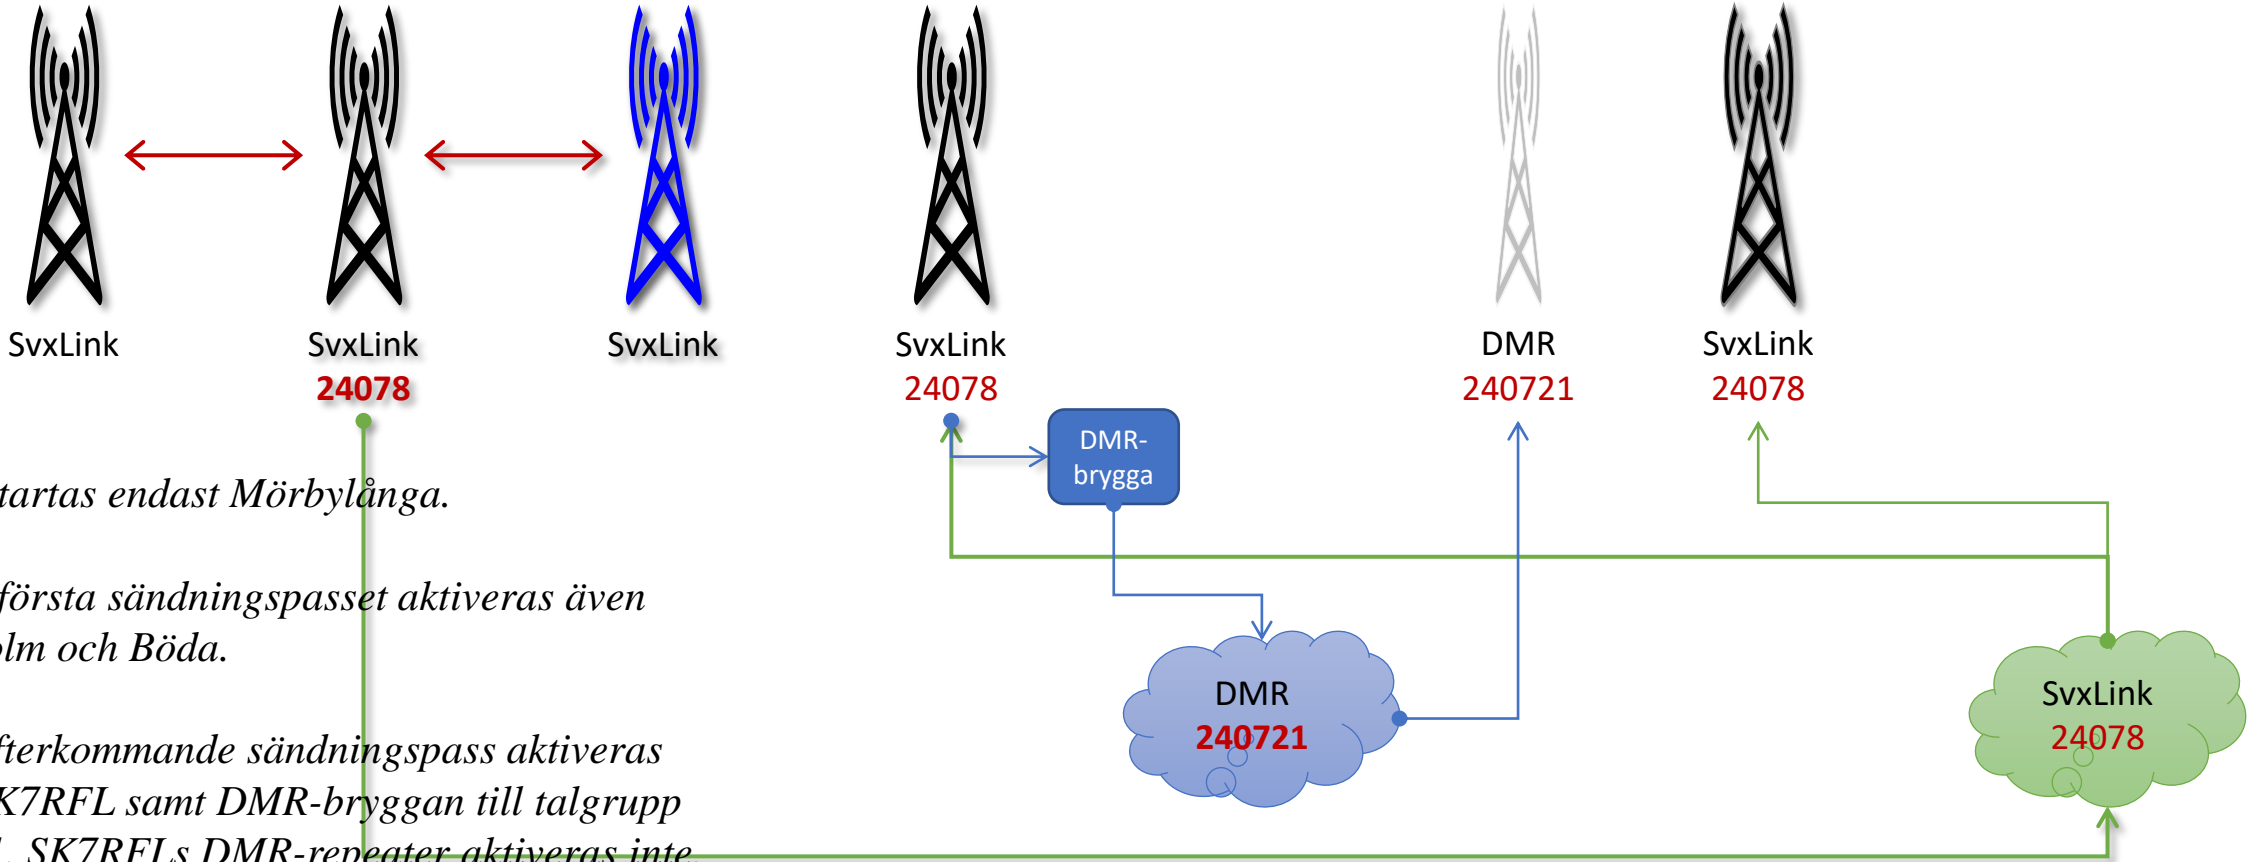 SvxLink
SvxLink
24078
SvxLink
SvxLink
24078
DMR
240721
SvxLink
24078
DMR-
brygga
tartas endast Mörbylånga.
första sändningspasset aktiveras även
olm och Böda.
fterkommande sändningspass aktiveras
K7RFL samt DMR-bryggan till talgrupp
SK7RFLs DMR-repeater aktiveras inte.
DMR
240721
SvxLink
24078